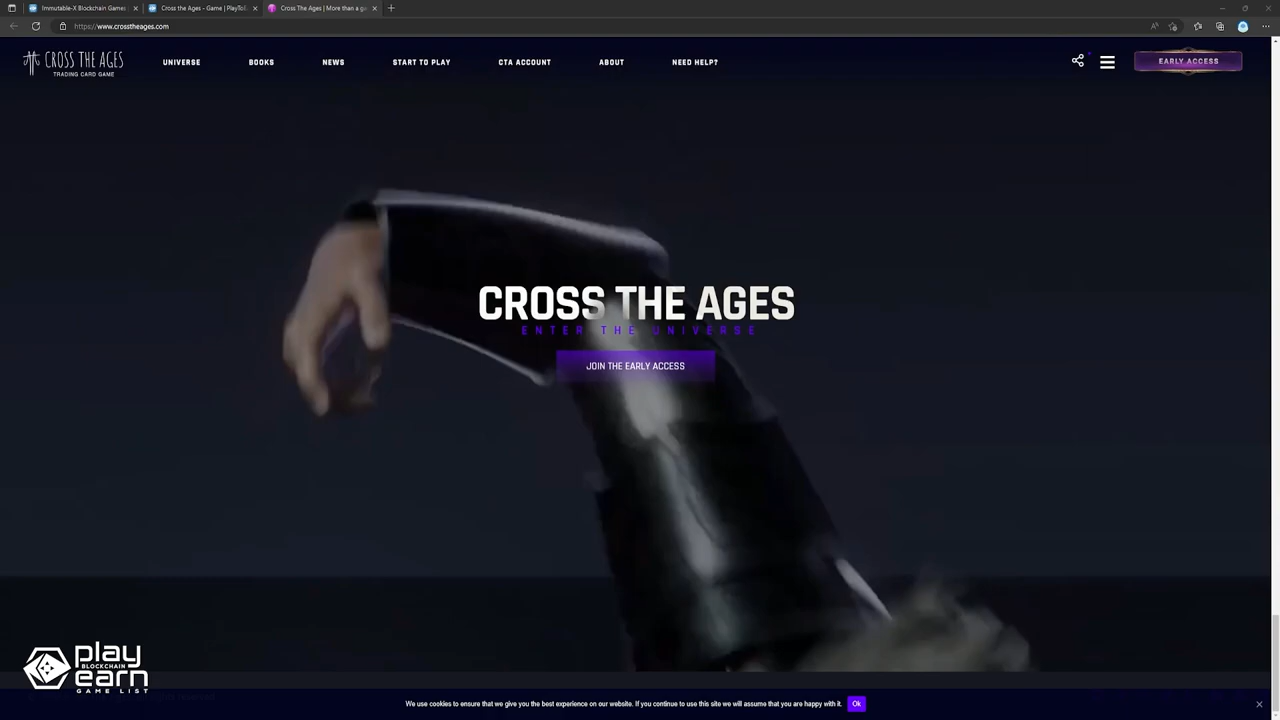 Immutable-X Blockchain Games
Cross the Ages - Game | PlayToE
Cross The Ages | More than a ga
https://www.crosstheages.com
CROSS THE AGES
TRADING CARD GAME
UNIVERSE
BOOKS
NEWS
START TO PLAY
CTA ACCOUNT
ABOUT
NEED HELP?
EARLY ACCESS
CROSS THE AGES
ENTER THE UNIVERSE
JOIN THE EARLY ACCESS
play
BLOCKCHAIN
earn
GAME LIST
We use cookies to ensure that we give you the best experience on our website. If you continue to use this site we will assume that you are happy with it.
Ok